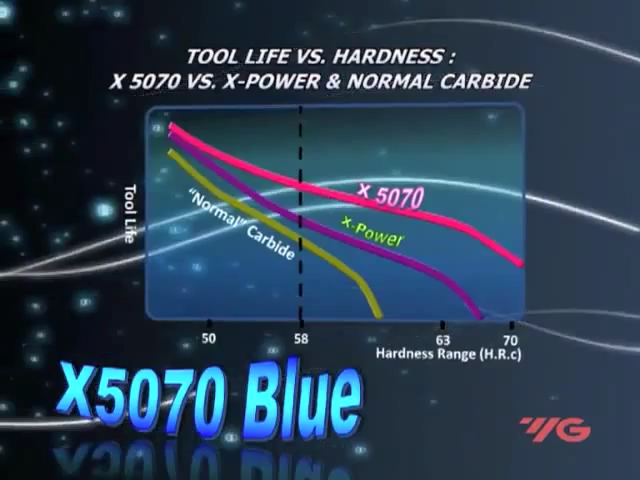 TOOL LIFE VS. HARDNESS :
X 5070 VS. X-POWER & NORMAL CARBIDE
Tool Life
X 5070
"Normal" Carbide
X-Power
50
58
63
70
Hardness Range (H.R.c)
X5070 Blue
YG